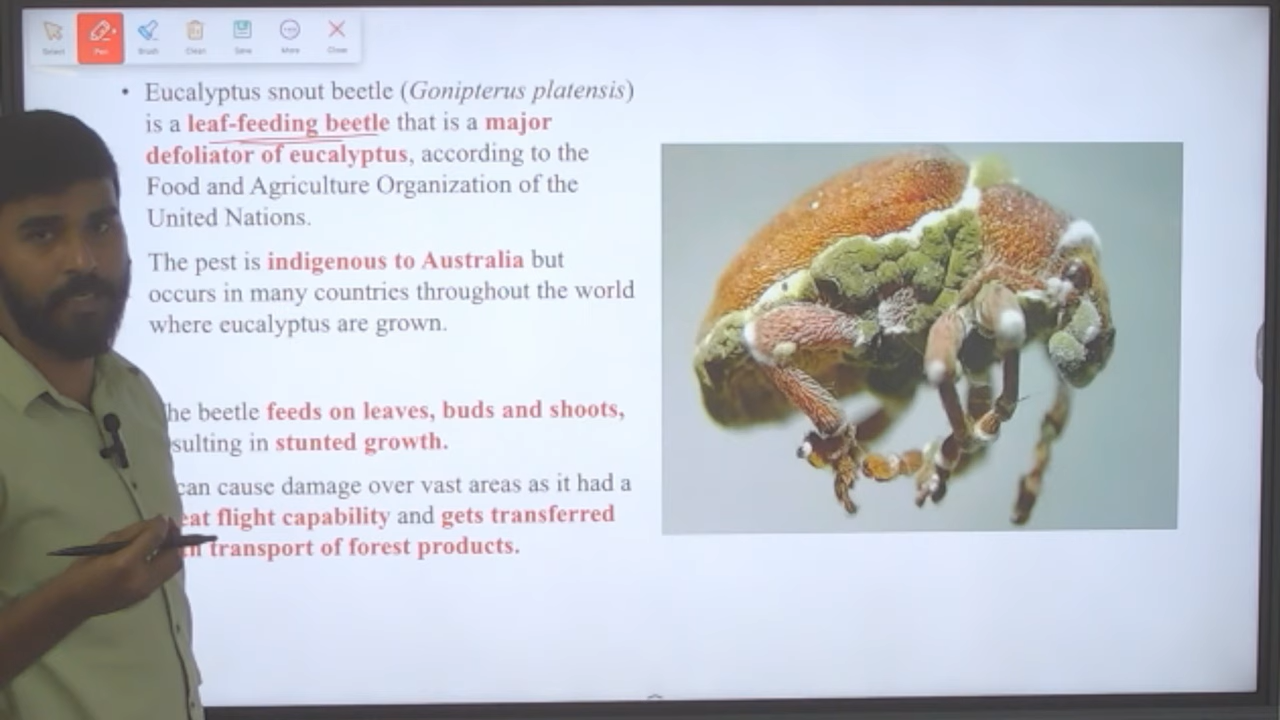 Select Pen Brush Clean Save More Close
• Eucalyptus snout beetle (Gonipterus platensis)
is a leaf-feeding beetle that is a major
defoliator of eucalyptus, according to the
Food and Agriculture Organization of the
United Nations.
The pest is indigenous to Australia but
occurs in many countries throughout the world
where eucalyptus are grown.
he beetle feeds on leaves, buds and shoots,
sulting in stunted growth.
can cause damage over vast areas as it had a
eat flight capability and gets transferred
transport of forest products.